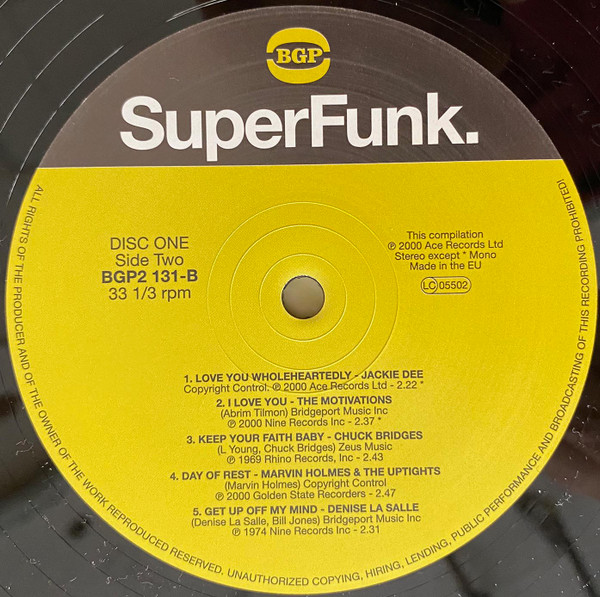 BGP
SuperFunk.
DISC ONE
Side Two
BGP2 131-B
33 1/3 rpm
This compilation
℗ 2000 Ace Records Ltd
Stereo except * Mono
Made in the EU
LC 05502
1. LOVE YOU WHOLEHEARTEDLY - JACKIE DEE
Copyright Control. ℗ 2000 Ace Records Ltd - 2.22 *
2. I LOVE YOU - THE MOTIVATIONS
(Abrim Tilmon) Bridgeport Music Inc
℗ 2000 Nine Records Inc - 2.37 *
3. KEEP YOUR FAITH BABY - CHUCK BRIDGES
(L Young, Chuck Bridges) Zeus Music
℗ 1969 Rhino Records, Inc - 2.43
4. DAY OF REST - MARVIN HOLMES & THE UPTIGHTS
(Marvin Holmes) Copyright Control
℗ 2000 Golden State Recorders - 2.47
5. GET UP OFF MY MIND - DENISE LA SALLE
(Denise La Salle, Bill Jones) Bridgeport Music Inc
℗ 1974 Nine Records Inc - 2.31
ALL RIGHTS OF THE PRODUCER AND OF THE OWNER OF THE WORK REPRODUCED RESERVED. UNAUTHORIZED COPYING, HIRING, LENDING, PUBLIC PERFORMANCE AND BROADCASTING OF THIS RECORDING PROHIBITED!